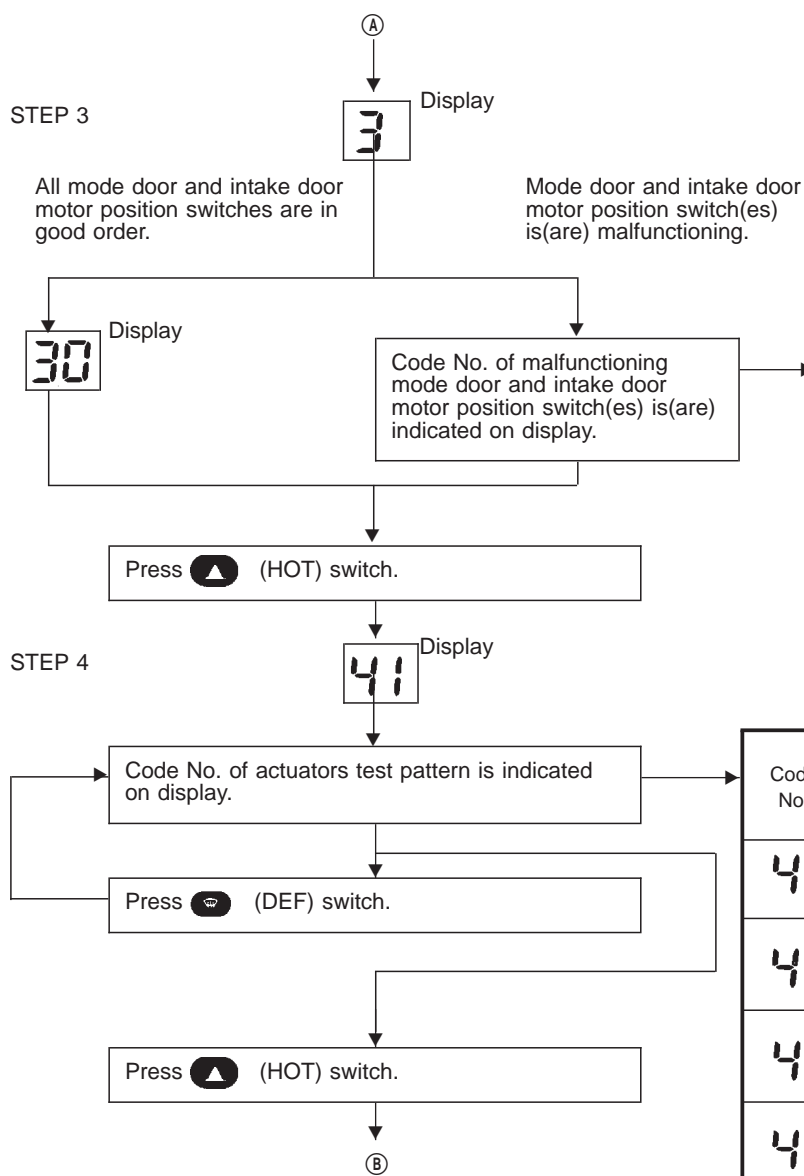 Ⓐ
STEP 3
3
Display
All mode door and intake door
motor position switches are in
good order.
Mode door and intake door
motor position switch(es)
is(are) malfunctioning.
30
Display
Code No. of malfunctioning
mode door and intake door
motor position switch(es) is(are)
indicated on display.
Press (HOT) switch.
STEP 4
41
Display
Code No. of actuators test pattern is indicated
on display.
Press (DEF) switch.
Press (HOT) switch.
Ⓑ
4
4
4
4